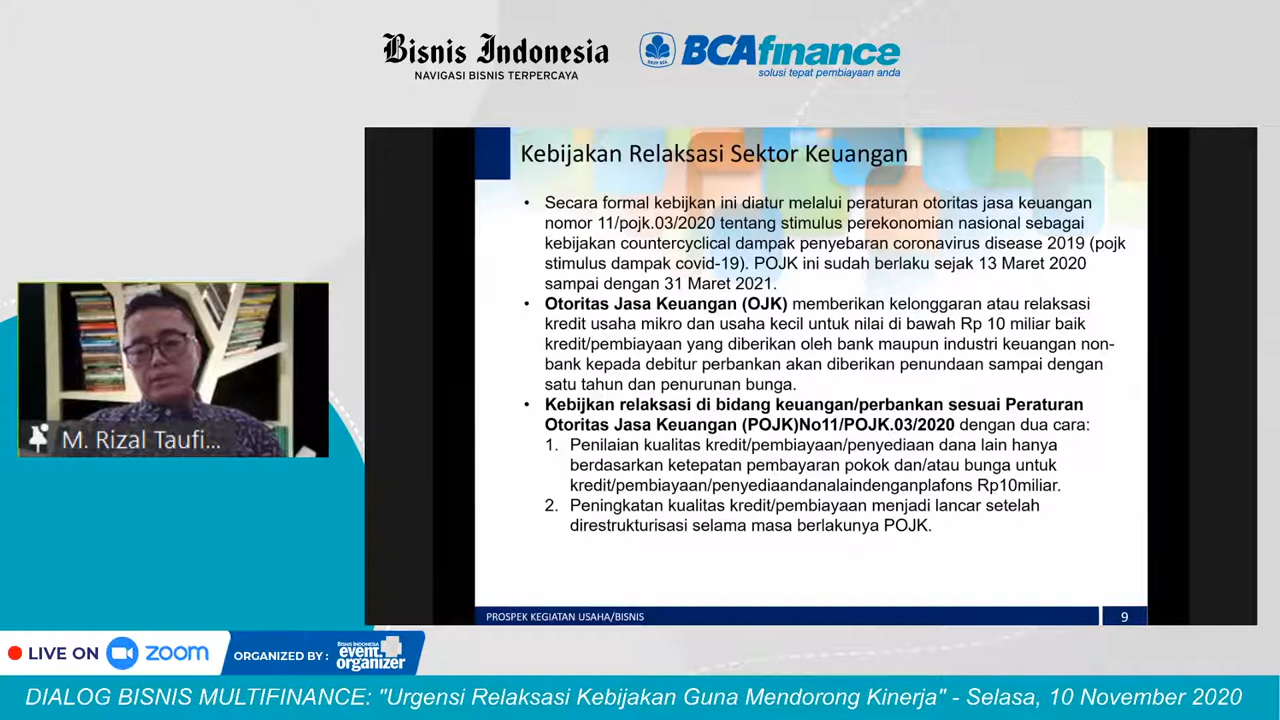 Bisnis Indonesia
NAVIGASI BISNIS TERPERCAYA
BCAfinance
solusi tepat pembiayaan anda
Kebijakan Relaksasi Sektor Keuangan
• Secara formal kebijkan ini diatur melalui peraturan otoritas jasa keuangan
nomor 11/pojk.03/2020 tentang stimulus perekonomian nasional sebagai
kebijakan countercyclical dampak penyebaran coronavirus disease 2019 (pojk
stimulus dampak covid-19). POJK ini sudah berlaku sejak 13 Maret 2020
sampai dengan 31 Maret 2021.
• Otoritas Jasa Keuangan (OJK) memberikan kelonggaran atau relaksasi
kredit usaha mikro dan usaha kecil untuk nilai di bawah Rp 10 miliar baik
kredit/pembiayaan yang diberikan oleh bank maupun industri keuangan non-
bank kepada debitur perbankan akan diberikan penundaan sampai dengan
satu tahun dan penurunan bunga.
• Kebijkan relaksasi di bidang keuangan/perbankan sesuai Peraturan
Otoritas Jasa Keuangan (POJK)No11/POJK.03/2020 dengan dua cara:
1. Penilaian kualitas kredit/pembiayaan/penyediaan dana lain hanya
berdasarkan ketepatan pembayaran pokok dan/atau bunga untuk
kredit/pembiayaan/penyediaandanalaindenganplafons Rp10miliar.
2. Peningkatan kualitas kredit/pembiayaan menjadi lancar setelah
direstrukturisasi selama masa berlakunya POJK.
PROSPEK KEGIATAN USAHA/BISNIS
9
M. Rizal Taufi...
LIVE ON zoom
ORGANIZED BY :
BISNIS INDONESIA
event
organizer
DIALOG BISNIS MULTIFINANCE: "Urgensi Relaksasi Kebijakan Guna Mendorong Kinerja" - Selasa, 10 November 2020